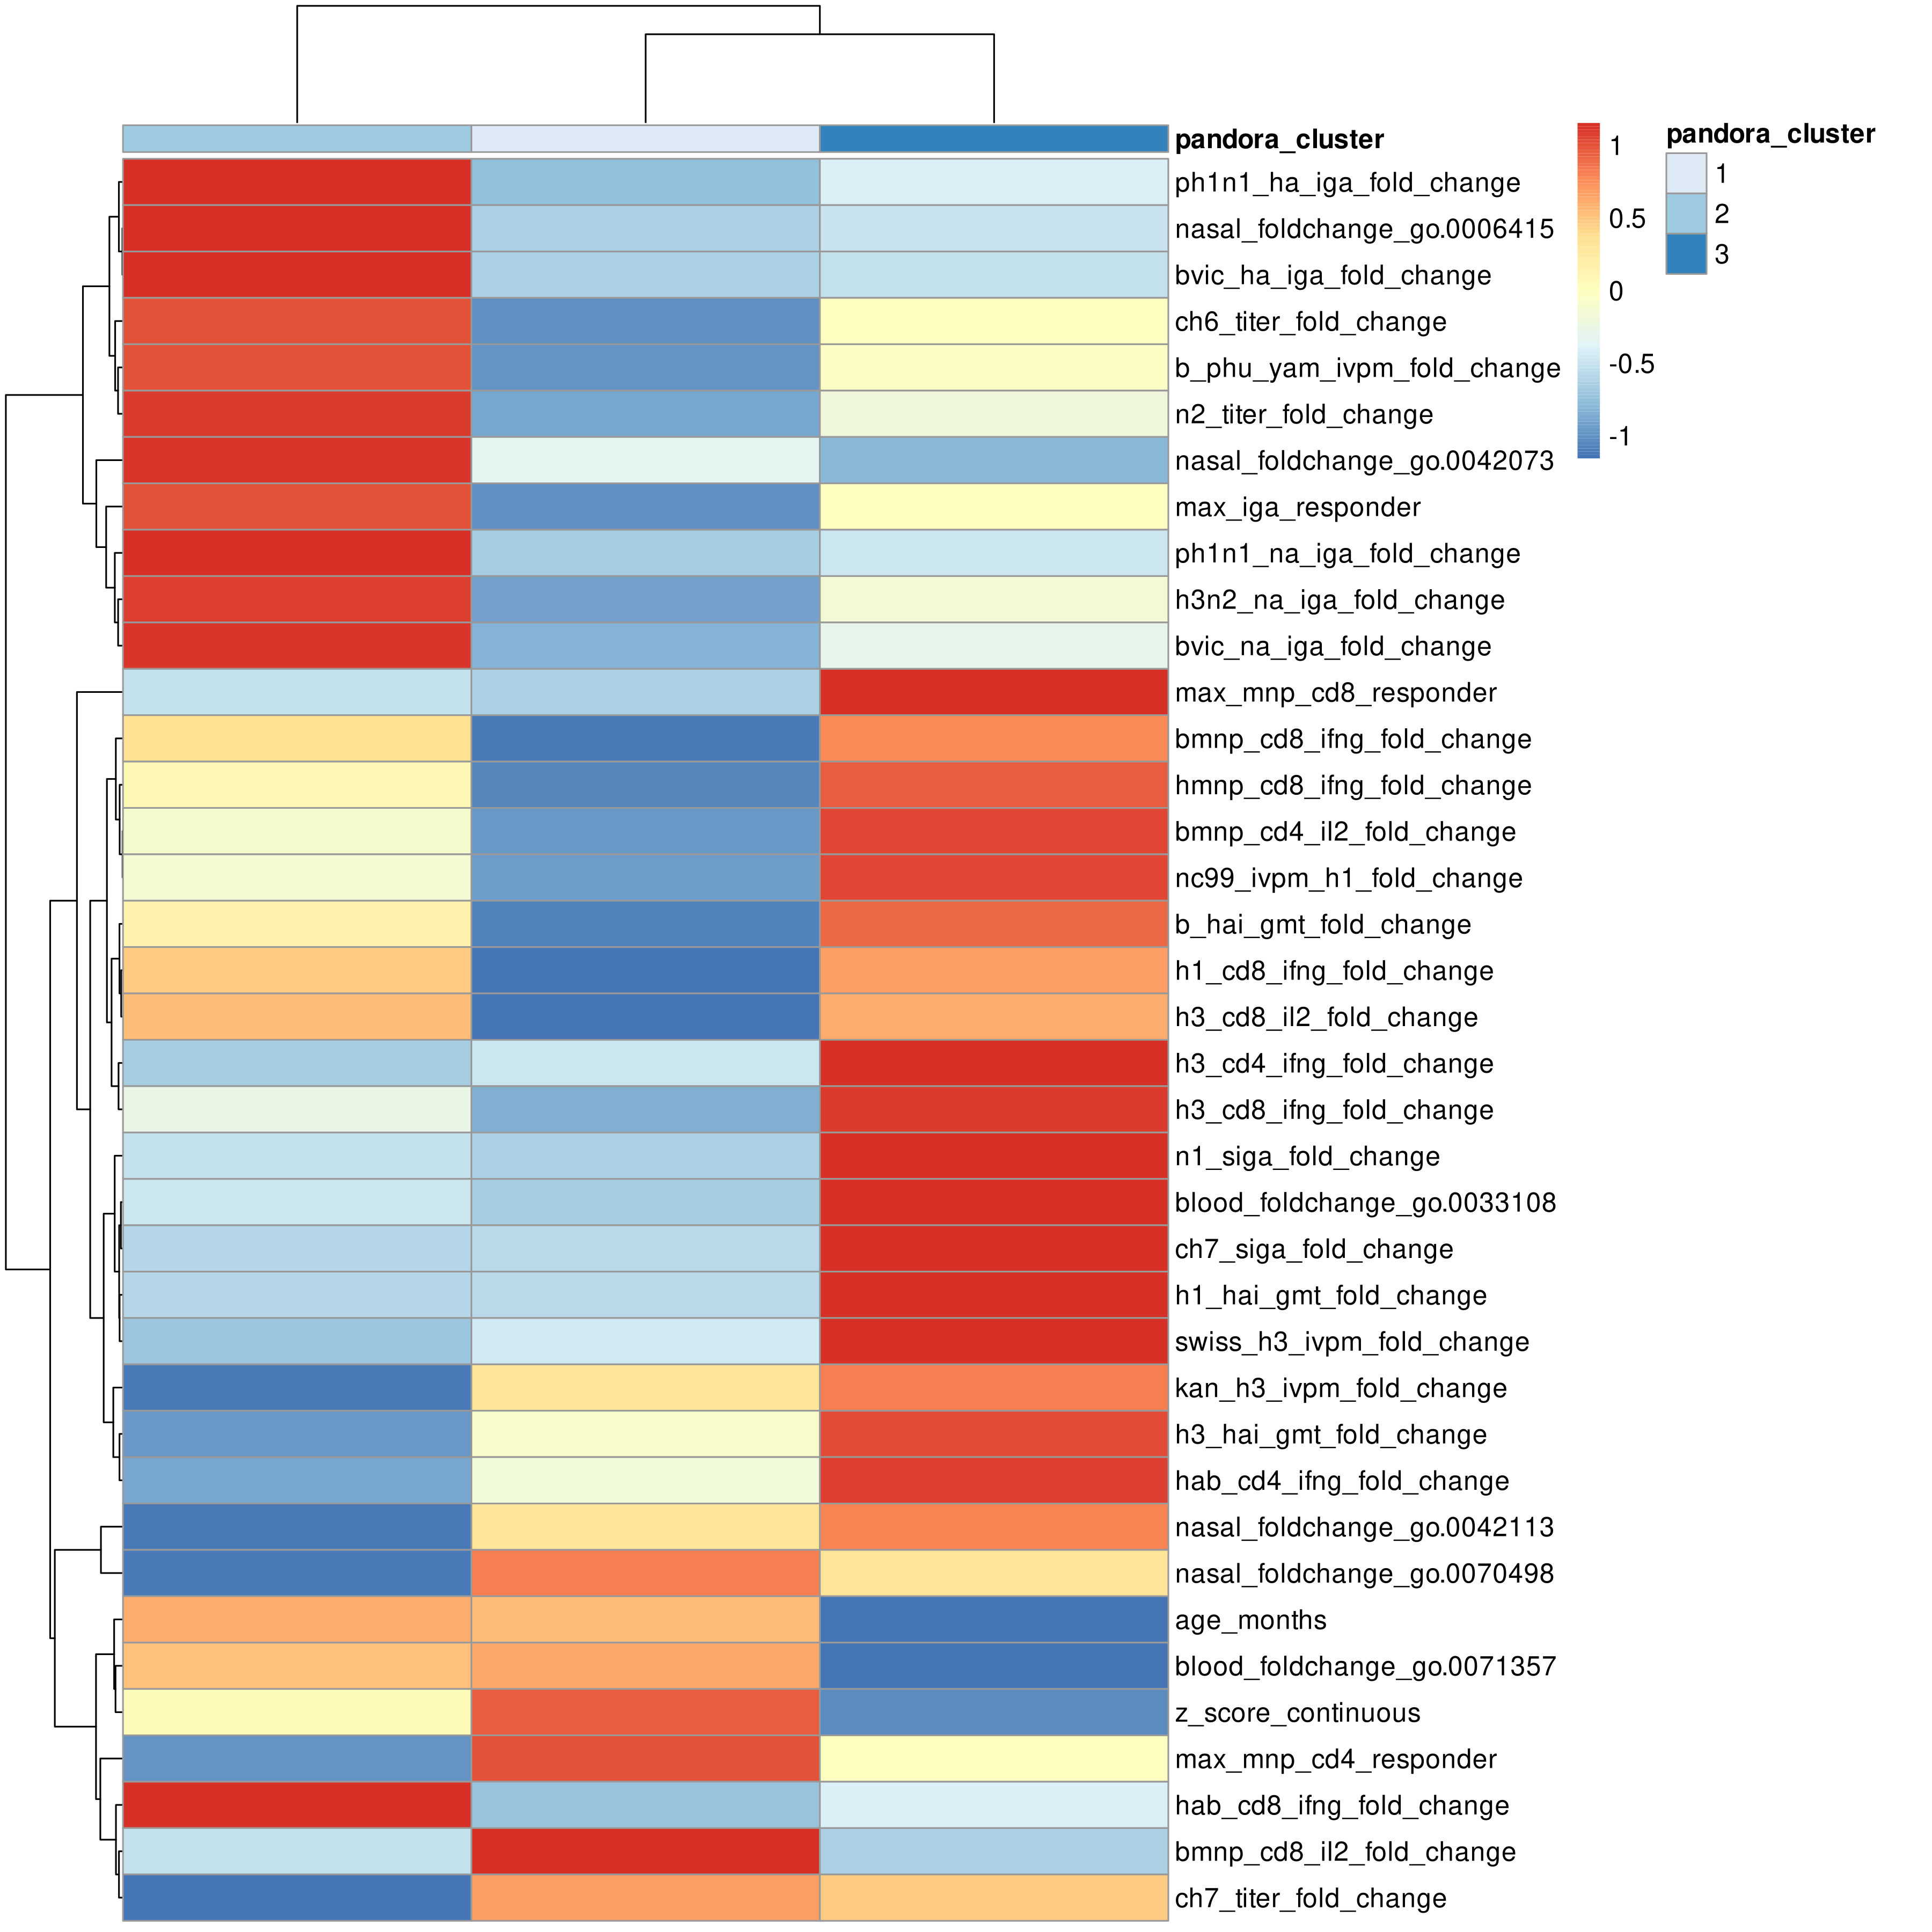 pandora_cluster
ph1n1_ha_iga_fold_change
nasal_foldchange_go.0006415
bvic_ha_iga_fold_change
ch6_titer_fold_change
b_phu_yam_ivpm_fold_change
n2_titer_fold_change
nasal_foldchange_go.0042073
max_iga_responder
ph1n1_na_iga_fold_change
h3n2_na_iga_fold_change
bvic_na_iga_fold_change
max_mnp_cd8_responder
bmnp_cd8_ifng_fold_change
hmnp_cd8_ifng_fold_change
bmnp_cd4_il2_fold_change
nc99_ivpm_h1_fold_change
b_hai_gmt_fold_change
h1_cd8_ifng_fold_change
h3_cd8_il2_fold_change
h3_cd4_ifng_fold_change
h3_cd8_ifng_fold_change
n1_siga_fold_change
blood_foldchange_go.0033108
ch7_siga_fold_change
h1_hai_gmt_fold_change
swiss_h3_ivpm_fold_change
kan_h3_ivpm_fold_change
h3_hai_gmt_fold_change
hab_cd4_ifng_fold_change
nasal_foldchange_go.0042113
nasal_foldchange_go.0070498
age_months
blood_foldchange_go.0071357
z_score_continuous
max_mnp_cd4_responder
hab_cd8_ifng_fold_change
bmnp_cd8_il2_fold_change
ch7_titer_fold_change
1
0.5
0
-0.5
-1
pandora_cluster
1
2
3